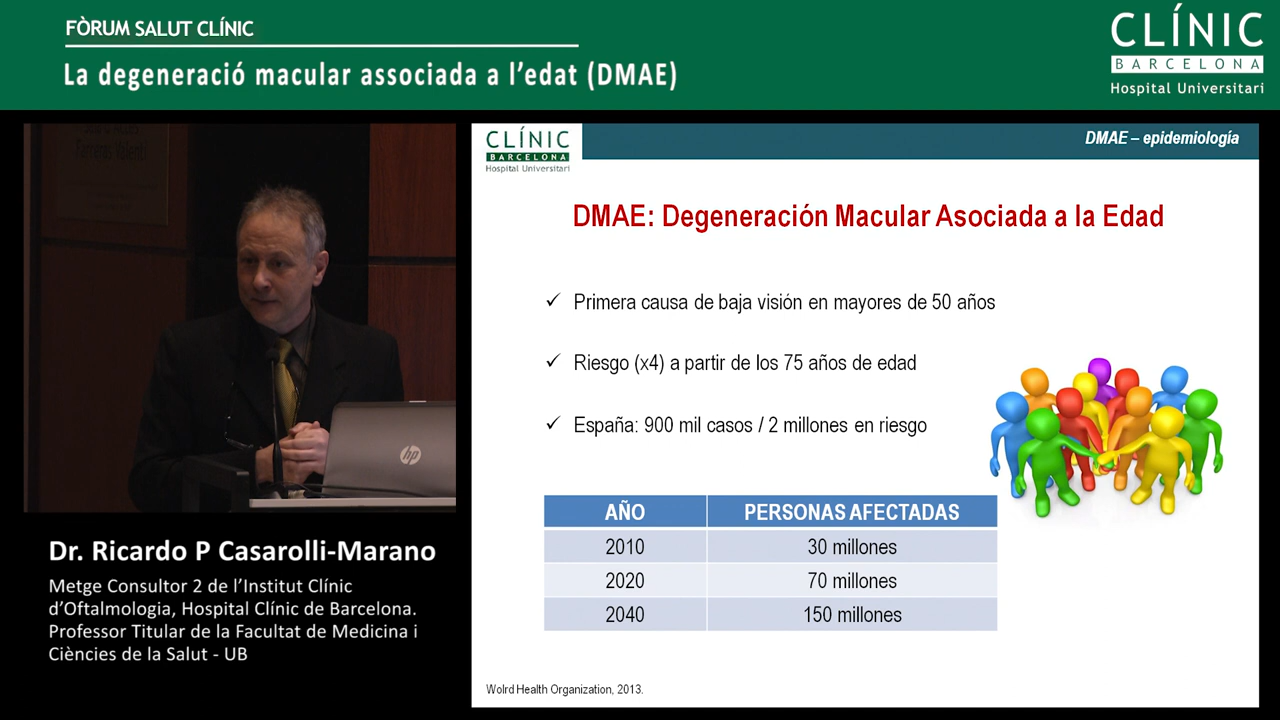 FÒRUM SALUT CLÍNIC
La degeneració macular associada a l'edat (DMAE)
CLÍNIC
BARCELONA
Hospital Universitari
CLÍNIC
BARCELONA
Hospital Universitari
DMAE – epidemiología
DMAE: Degeneración Macular Asociada a la Edad
✓ Primera causa de baja visión en mayores de 50 años
✓ Riesgo (x4) a partir de los 75 años de edad
✓ España: 900 mil casos / 2 millones en riesgo
AÑO PERSONAS AFECTADAS
2010 30 millones
2020 70 millones
2040 150 millones
Wolrd Health Organization, 2013.
hp
Dr. Ricardo P Casarolli-Marano
Metge Consultor 2 de l'Institut Clínic
d'Oftalmologia, Hospital Clínic de Barcelona.
Professor Titular de la Facultat de Medicina i
Ciències de la Salut - UB